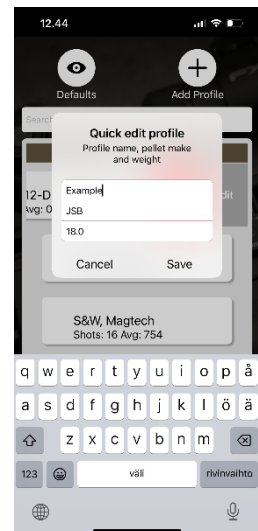 12.44
Defaults
Add Profile
Search
Quick edit profile
Profile name, pellet make
and weight
12-D
Avg: 0
dit
Example
JSB
18.0
Cancel
Save
S&W, Magtech
Shots: 16 Avg: 754
q w e r t y u i o p å
a s d f g h j k l ö ä
z x c v b n m
123
väli
rivinvaihto